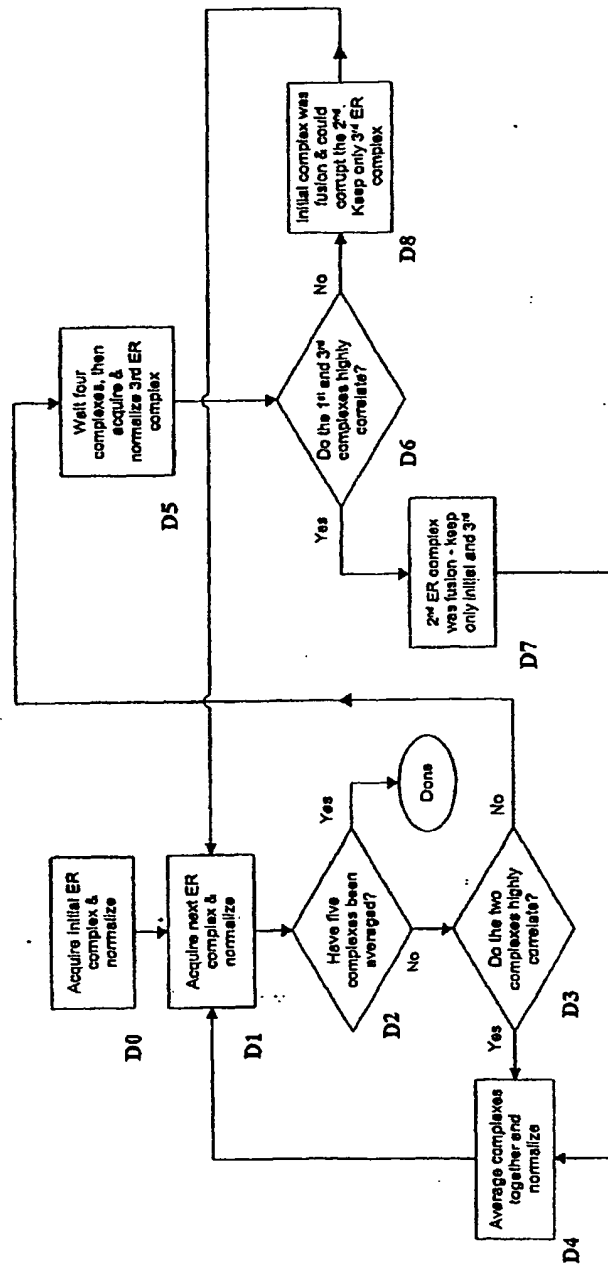 Acquire initial ER
complex &
normalize
D0
Acquire next ER
complex &
normalize
D1
Have five
complexes been
averaged?
D2
Yes
Done
No
Do the two
complexes highly
correlate?
D3
Yes
No
Average complexes
together and
normalize
D4
Wait four
complexes, then
acquire &
normalize 3rd ER
complex
D5
Do the 1st and 3rd
complexes highly
correlate?
D6
Yes
No
2nd ER complex
was fusion - keep
only initial and 3rd
D7
Initial complex was
fusion & could
corrupt the 2nd.
Keep only 3rd ER
complex
D8